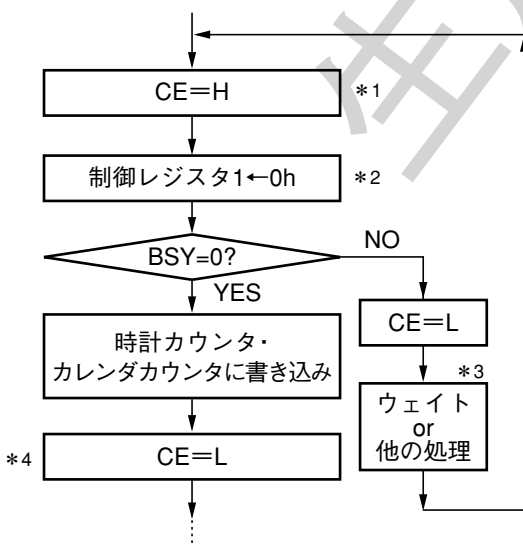 生
CE＝H
＊1
制御レジスタ1←0h
＊2
BSY=0?
NO
YES
時計カウンタ・
カレンダカウンタに書き込み
CE＝L
＊3
ウェイト
or
他の処理
＊4
CE＝L